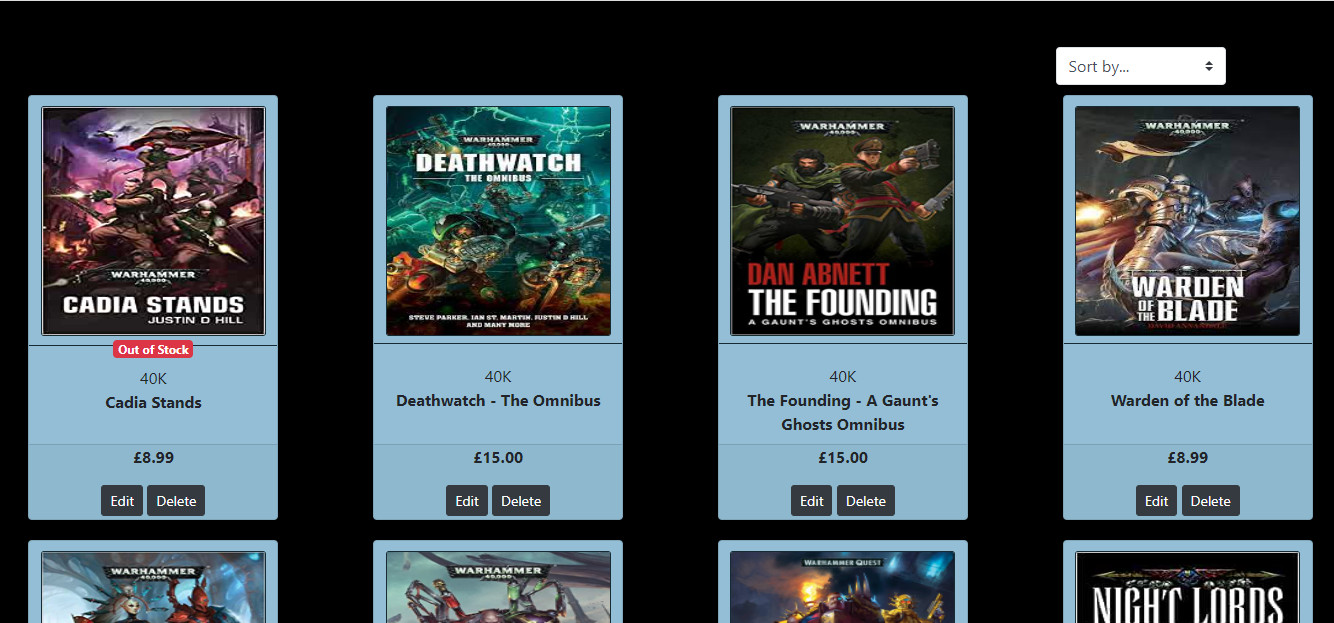 Sort by...
WARHAMMER
40,000
CADIA STANDS
JUSTIN D HILL
Out of Stock
40K
Cadia Stands
£8.99
Edit Delete
WARHAMMER
40,000
DEATHWATCH
THE OMNIBUS
STEVE PARKER, IAN ST. MARTIN, JUSTIN D HILL
AND MANY MORE
40K
Deathwatch - The Omnibus
£15.00
Edit Delete
WARHAMMER
40,000
DAN ABNETT
THE FOUNDING
A GAUNT'S GHOSTS OMNIBUS
40K
The Founding - A Gaunt's
Ghosts Omnibus
£15.00
Edit Delete
WARHAMMER
40,000
WARDEN
OF THE BLADE
DAVID ANNANDALE
40K
Warden of the Blade
£8.99
Edit Delete
WARHAMMER
40,000
WARHAMMER
40,000
WARHAMMER QUEST
NIGHT LORDS